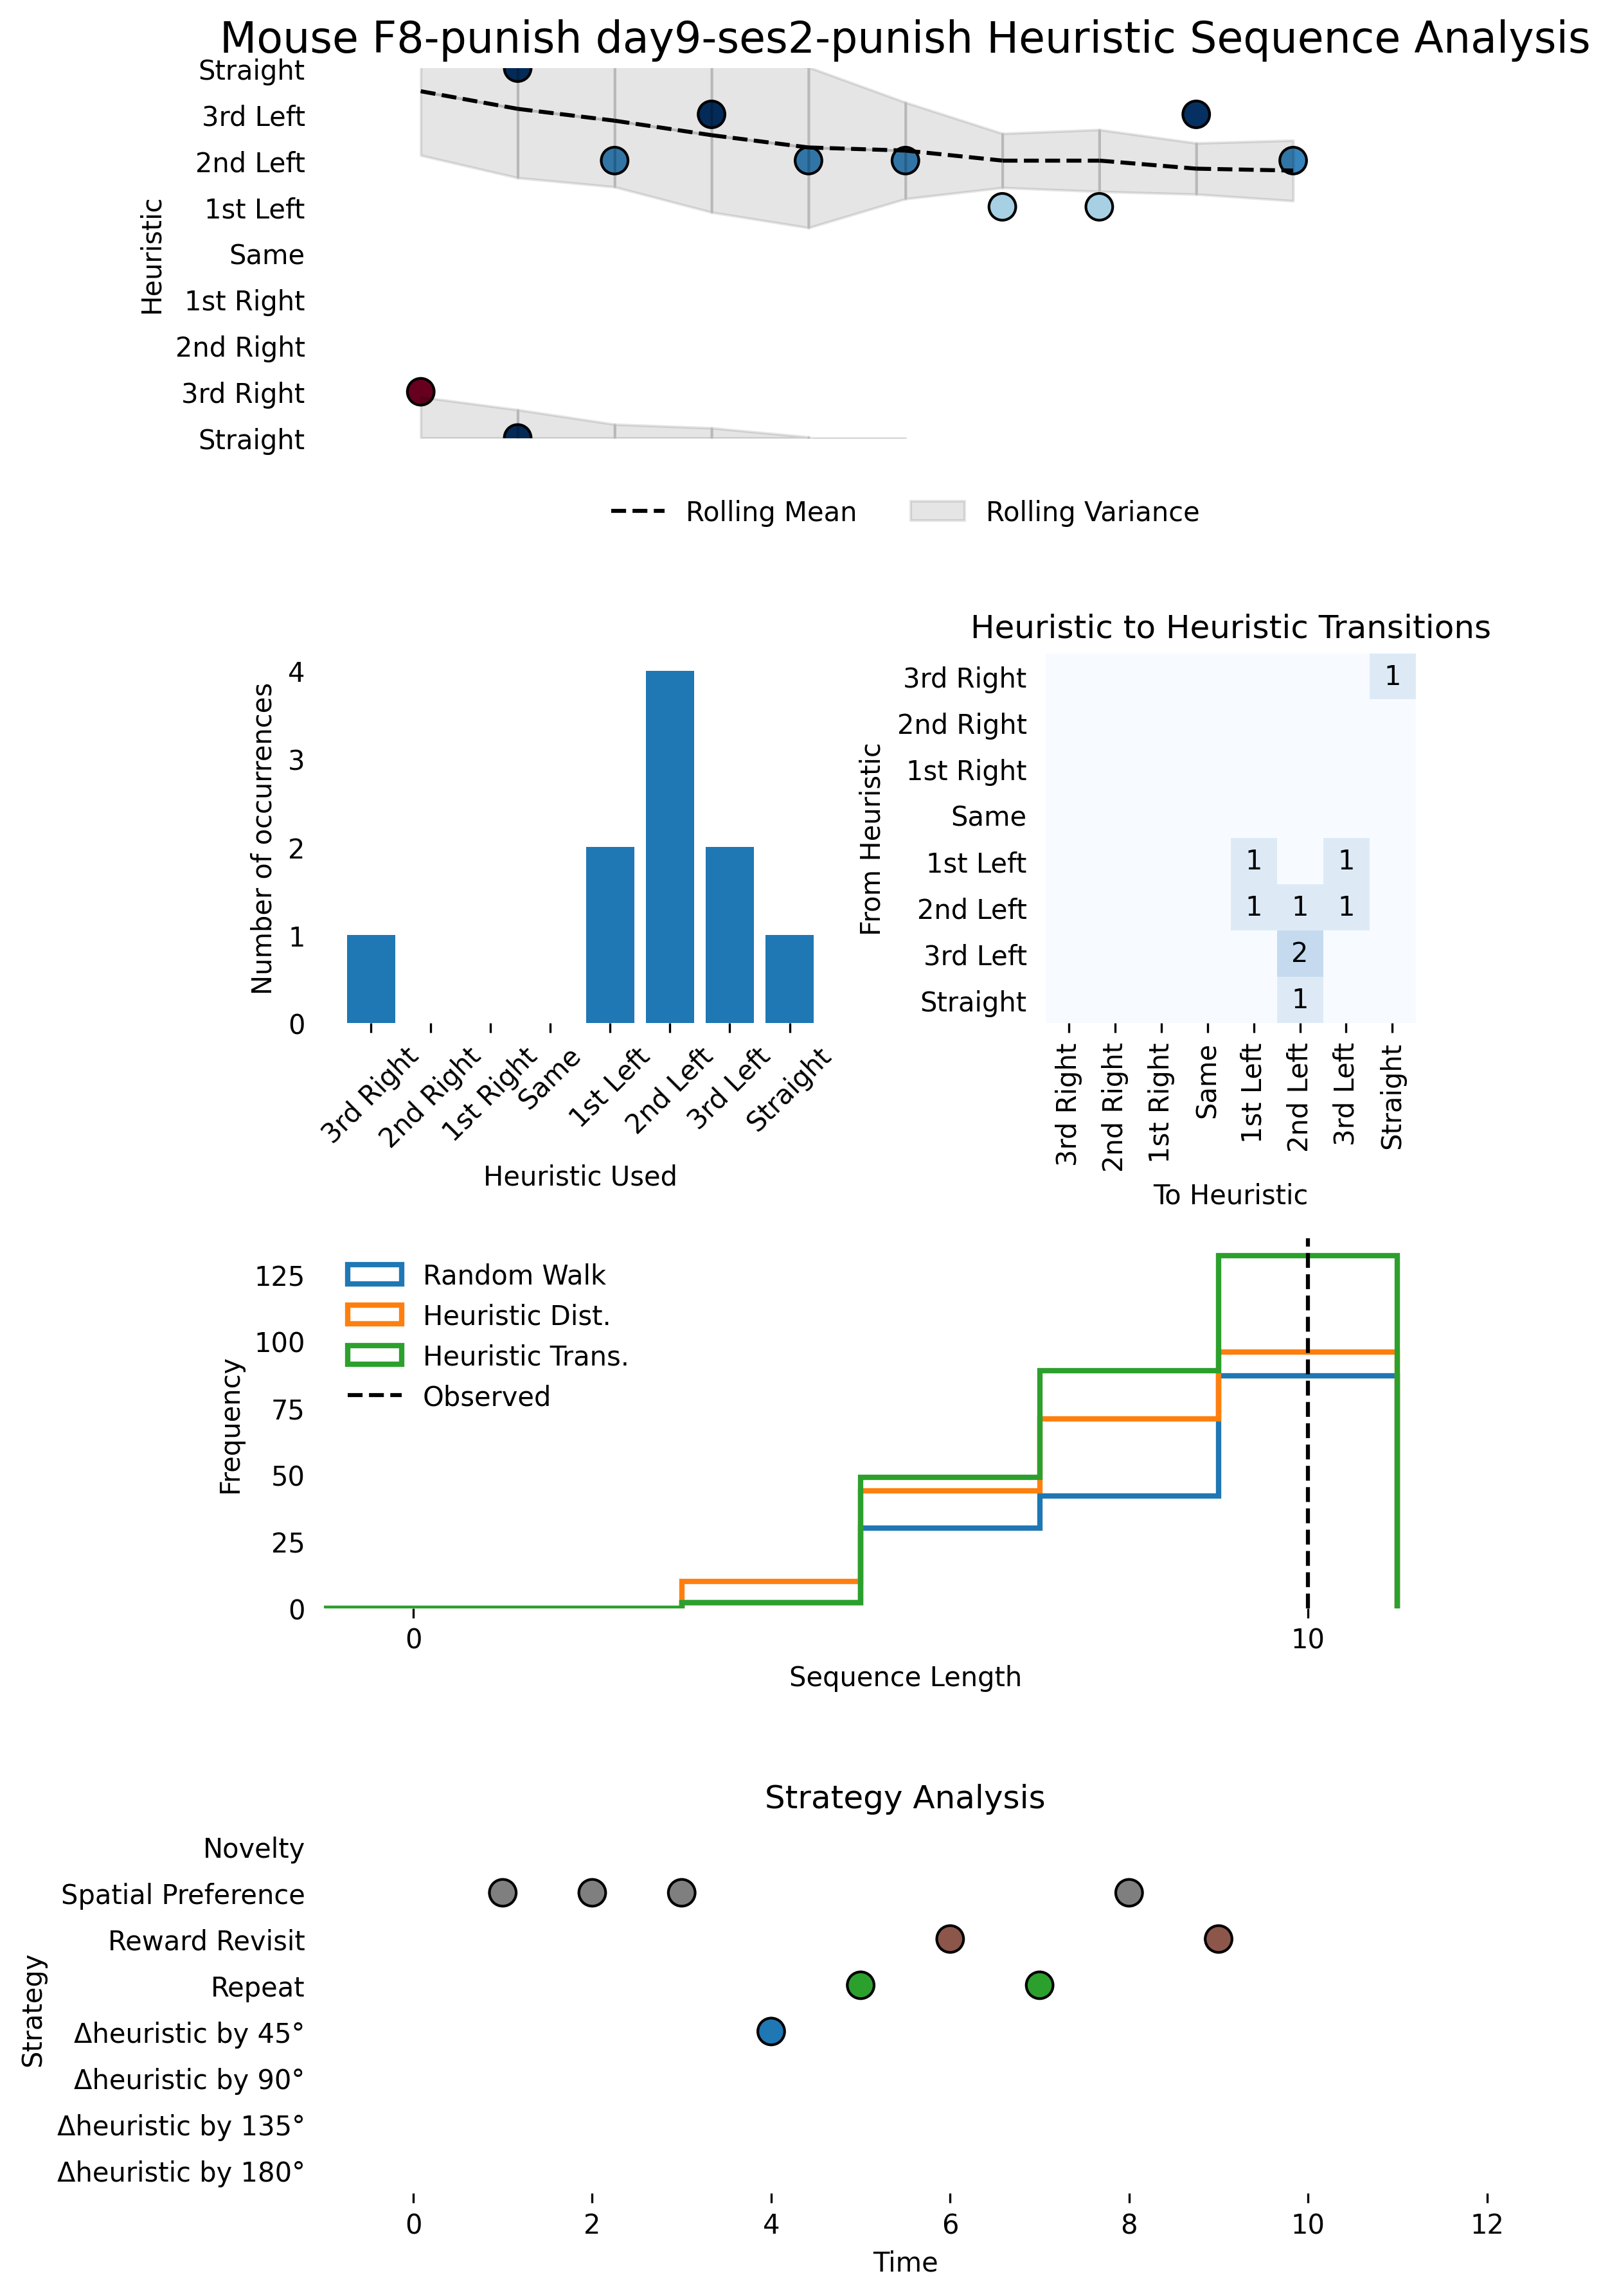 Mouse F8-punish day9-ses2-punish Heuristic Sequence Analysis
Straight
3rd Left
2nd Left
1st Left
Same
1st Right
2nd Right
3rd Right
Straight
Heuristic
Rolling Mean
Rolling Variance
4
3
2
1
0
Number of occurrences
3rd Right
2nd Right
1st Right
Same
1st Left
2nd Left
3rd Left
Straight
Heuristic Used
Heuristic to Heuristic Transitions
3rd Right
2nd Right
1st Right
Same
1st Left
2nd Left
3rd Left
Straight
From Heuristic
1
1 1
1 1 1
2
1
3rd Right
2nd Right
1st Right
Same
1st Left
2nd Left
3rd Left
Straight
To Heuristic
125
100
75
50
25
0
Frequency
Random Walk
Heuristic Dist.
Heuristic Trans.
Observed
0 10
Sequence Length
Strategy Analysis
Novelty
Spatial Preference
Reward Revisit
Repeat
Δheuristic by 45°
Δheuristic by 90°
Δheuristic by 135°
Δheuristic by 180°
Strategy
0 2 4 6 8 10 12
Time